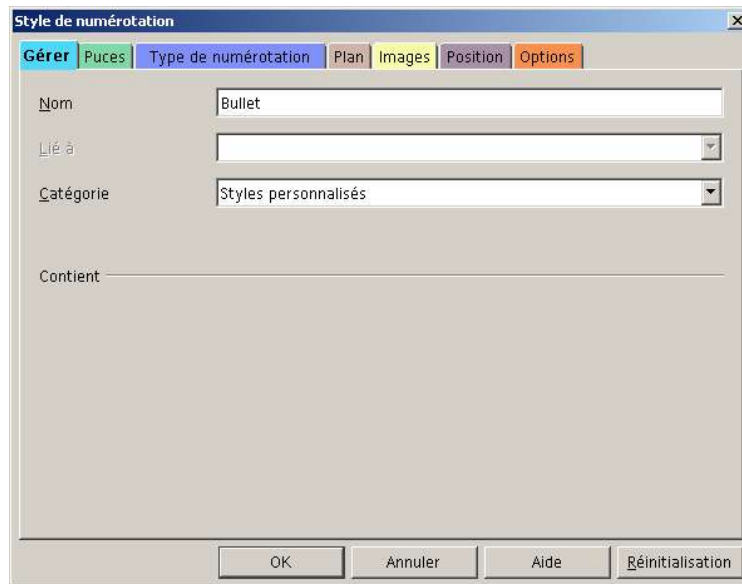 Style de numérotation
Gérer Puces Type de numérotation Plan Images Position Options
Nom Bullet
Lié à
Catégorie Styles personnalisés
Contient
OK Annuler Aide Réinitialisation